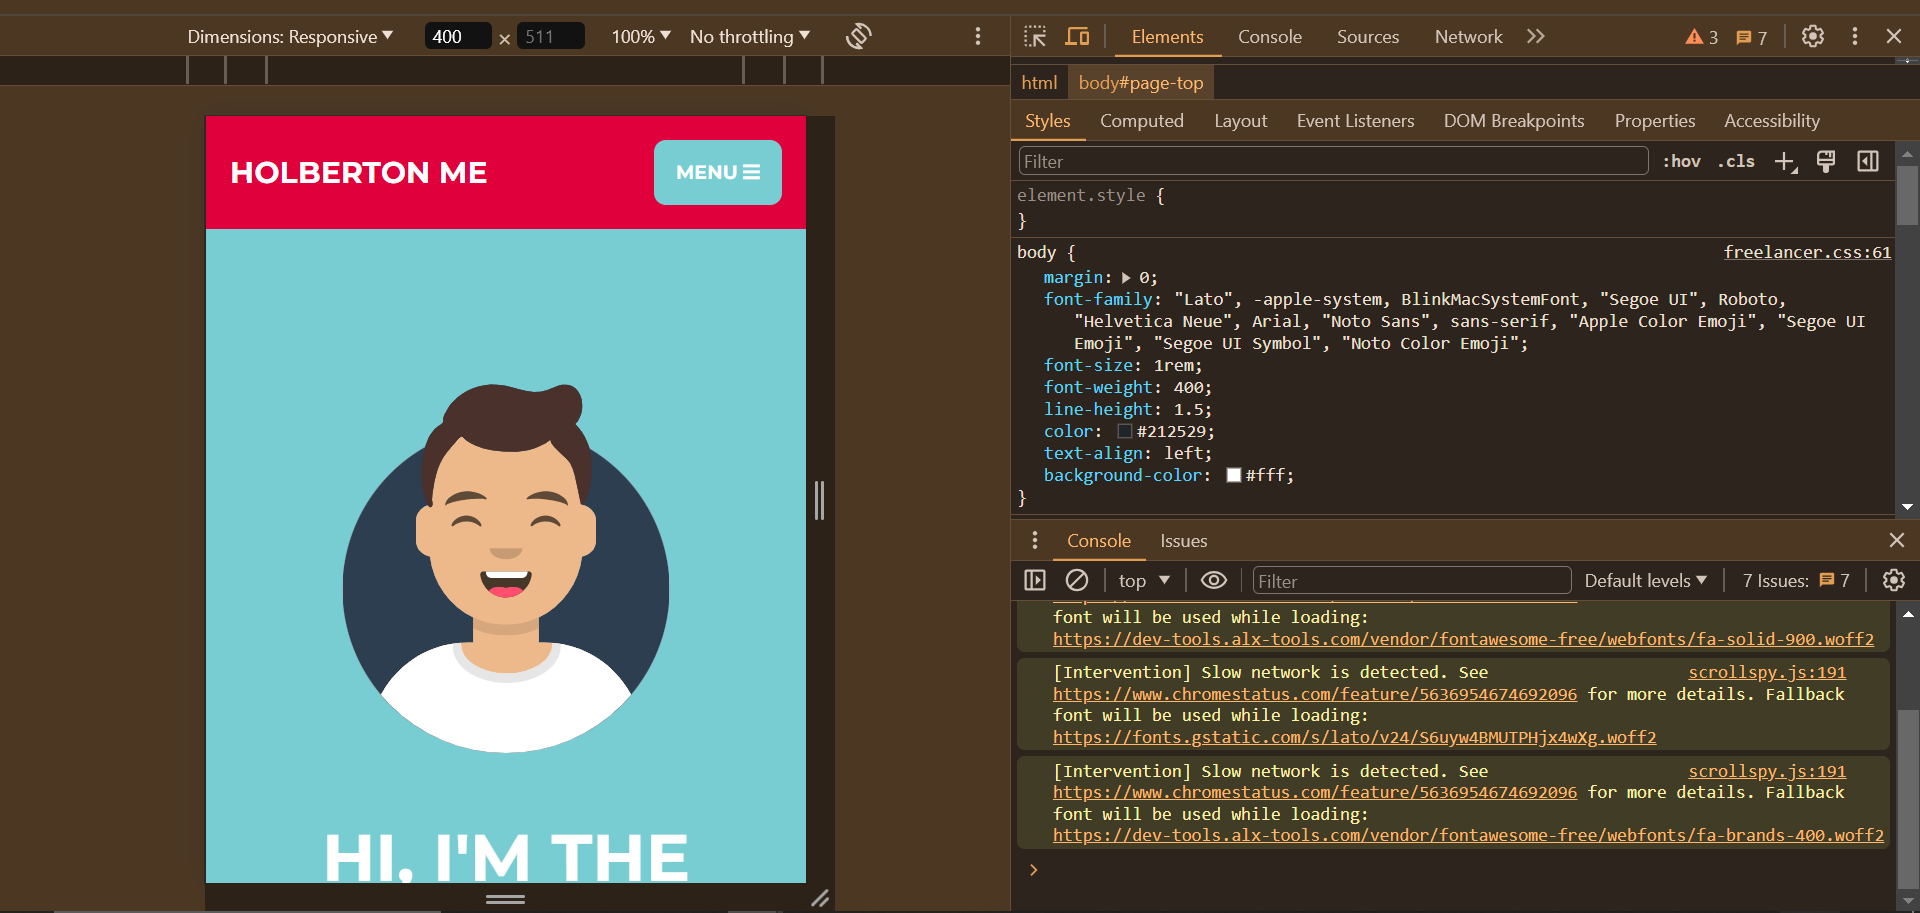 Dimensions: Responsive ▼ 400 × 511 100% ▼ No throttling ▼
Elements Console Sources Network 3 7
html body#page-top
Styles Computed Layout Event Listeners DOM Breakpoints Properties Accessibility
Filter :hov .cls
element.style {
}
body { freelancer.css:61
margin: 0;
font-family: "Lato", -apple-system, BlinkMacSystemFont, "Segoe UI", Roboto,
"Helvetica Neue", Arial, "Noto Sans", sans-serif, "Apple Color Emoji", "Segoe UI
Emoji", "Segoe UI Symbol", "Noto Color Emoji";
font-size: 1rem;
font-weight: 400;
line-height: 1.5;
color: #212529;
text-align: left;
background-color: #fff;
}
HOLBERTON ME
MENU
HI, I'M THE
Console Issues
top ▼ Filter Default levels ▼ 7 Issues: 7
font will be used while loading:
https://dev-tools.alx-tools.com/vendor/fontawesome-free/webfonts/fa-solid-900.woff2
[Intervention] Slow network is detected. See scrollspy.js:191
https://www.chromestatus.com/feature/5636954674692096 for more details. Fallback
font will be used while loading:
https://fonts.gstatic.com/s/lato/v24/S6uyw4BMUTPHjx4wXg.woff2
[Intervention] Slow network is detected. See scrollspy.js:191
https://www.chromestatus.com/feature/5636954674692096 for more details. Fallback
font will be used while loading:
https://dev-tools.alx-tools.com/vendor/fontawesome-free/webfonts/fa-brands-400.woff2